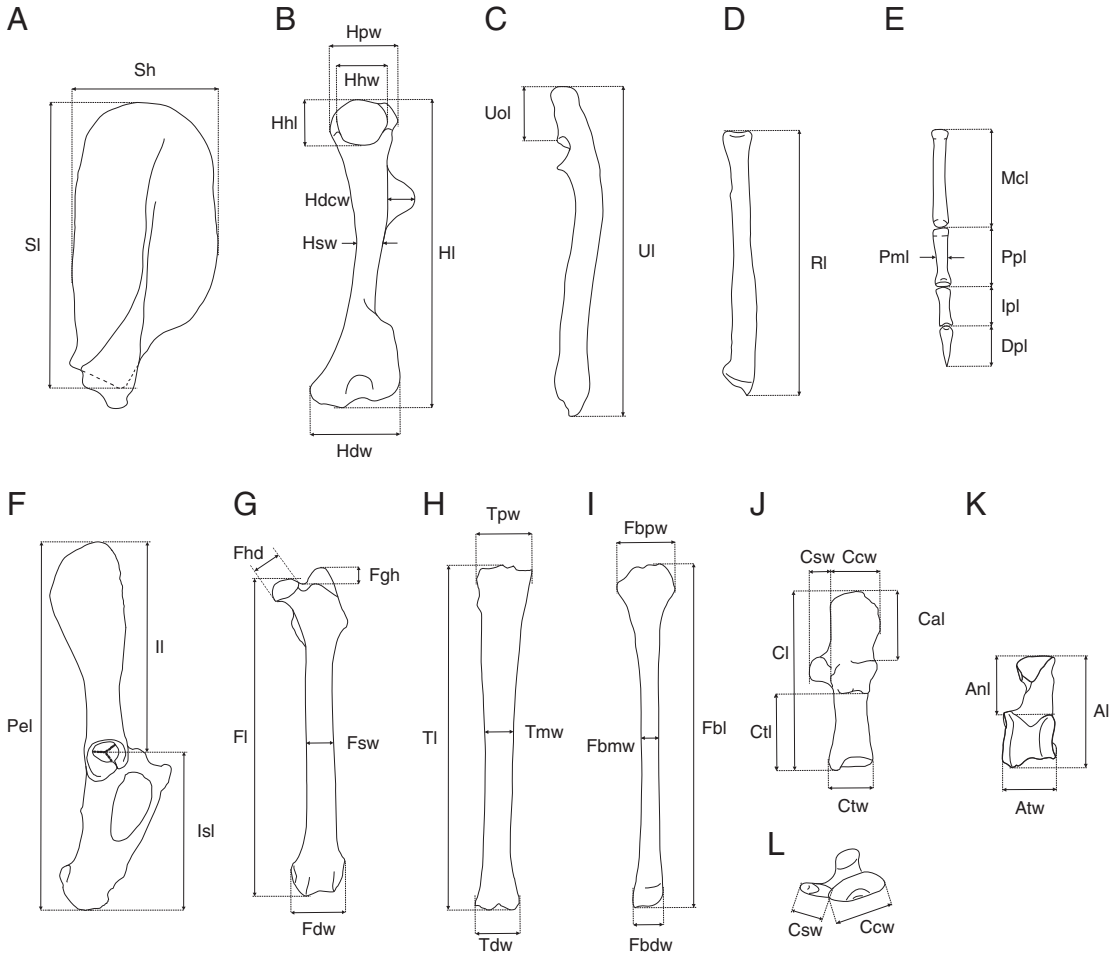 A
B
C
D
E
Sh
Sl
Hpw
Hhw
Hhl
Hdcw
Hsw
Hl
Hdw
Uol
Ul
Rl
Mcl
Pml
Ppl
Ipl
Dpl
F
G
H
I
J
K
L
Pel
Il
Isl
Fhd
Fgh
Fl
Fsw
Fdw
Tpw
Tl
Tmw
Tdw
Fbpw
Fbmw
Fbl
Fbdw
Csw
Ccw
Cl
Cal
Ctl
Ctw
Anl
Al
Atw
Csw
Ccw